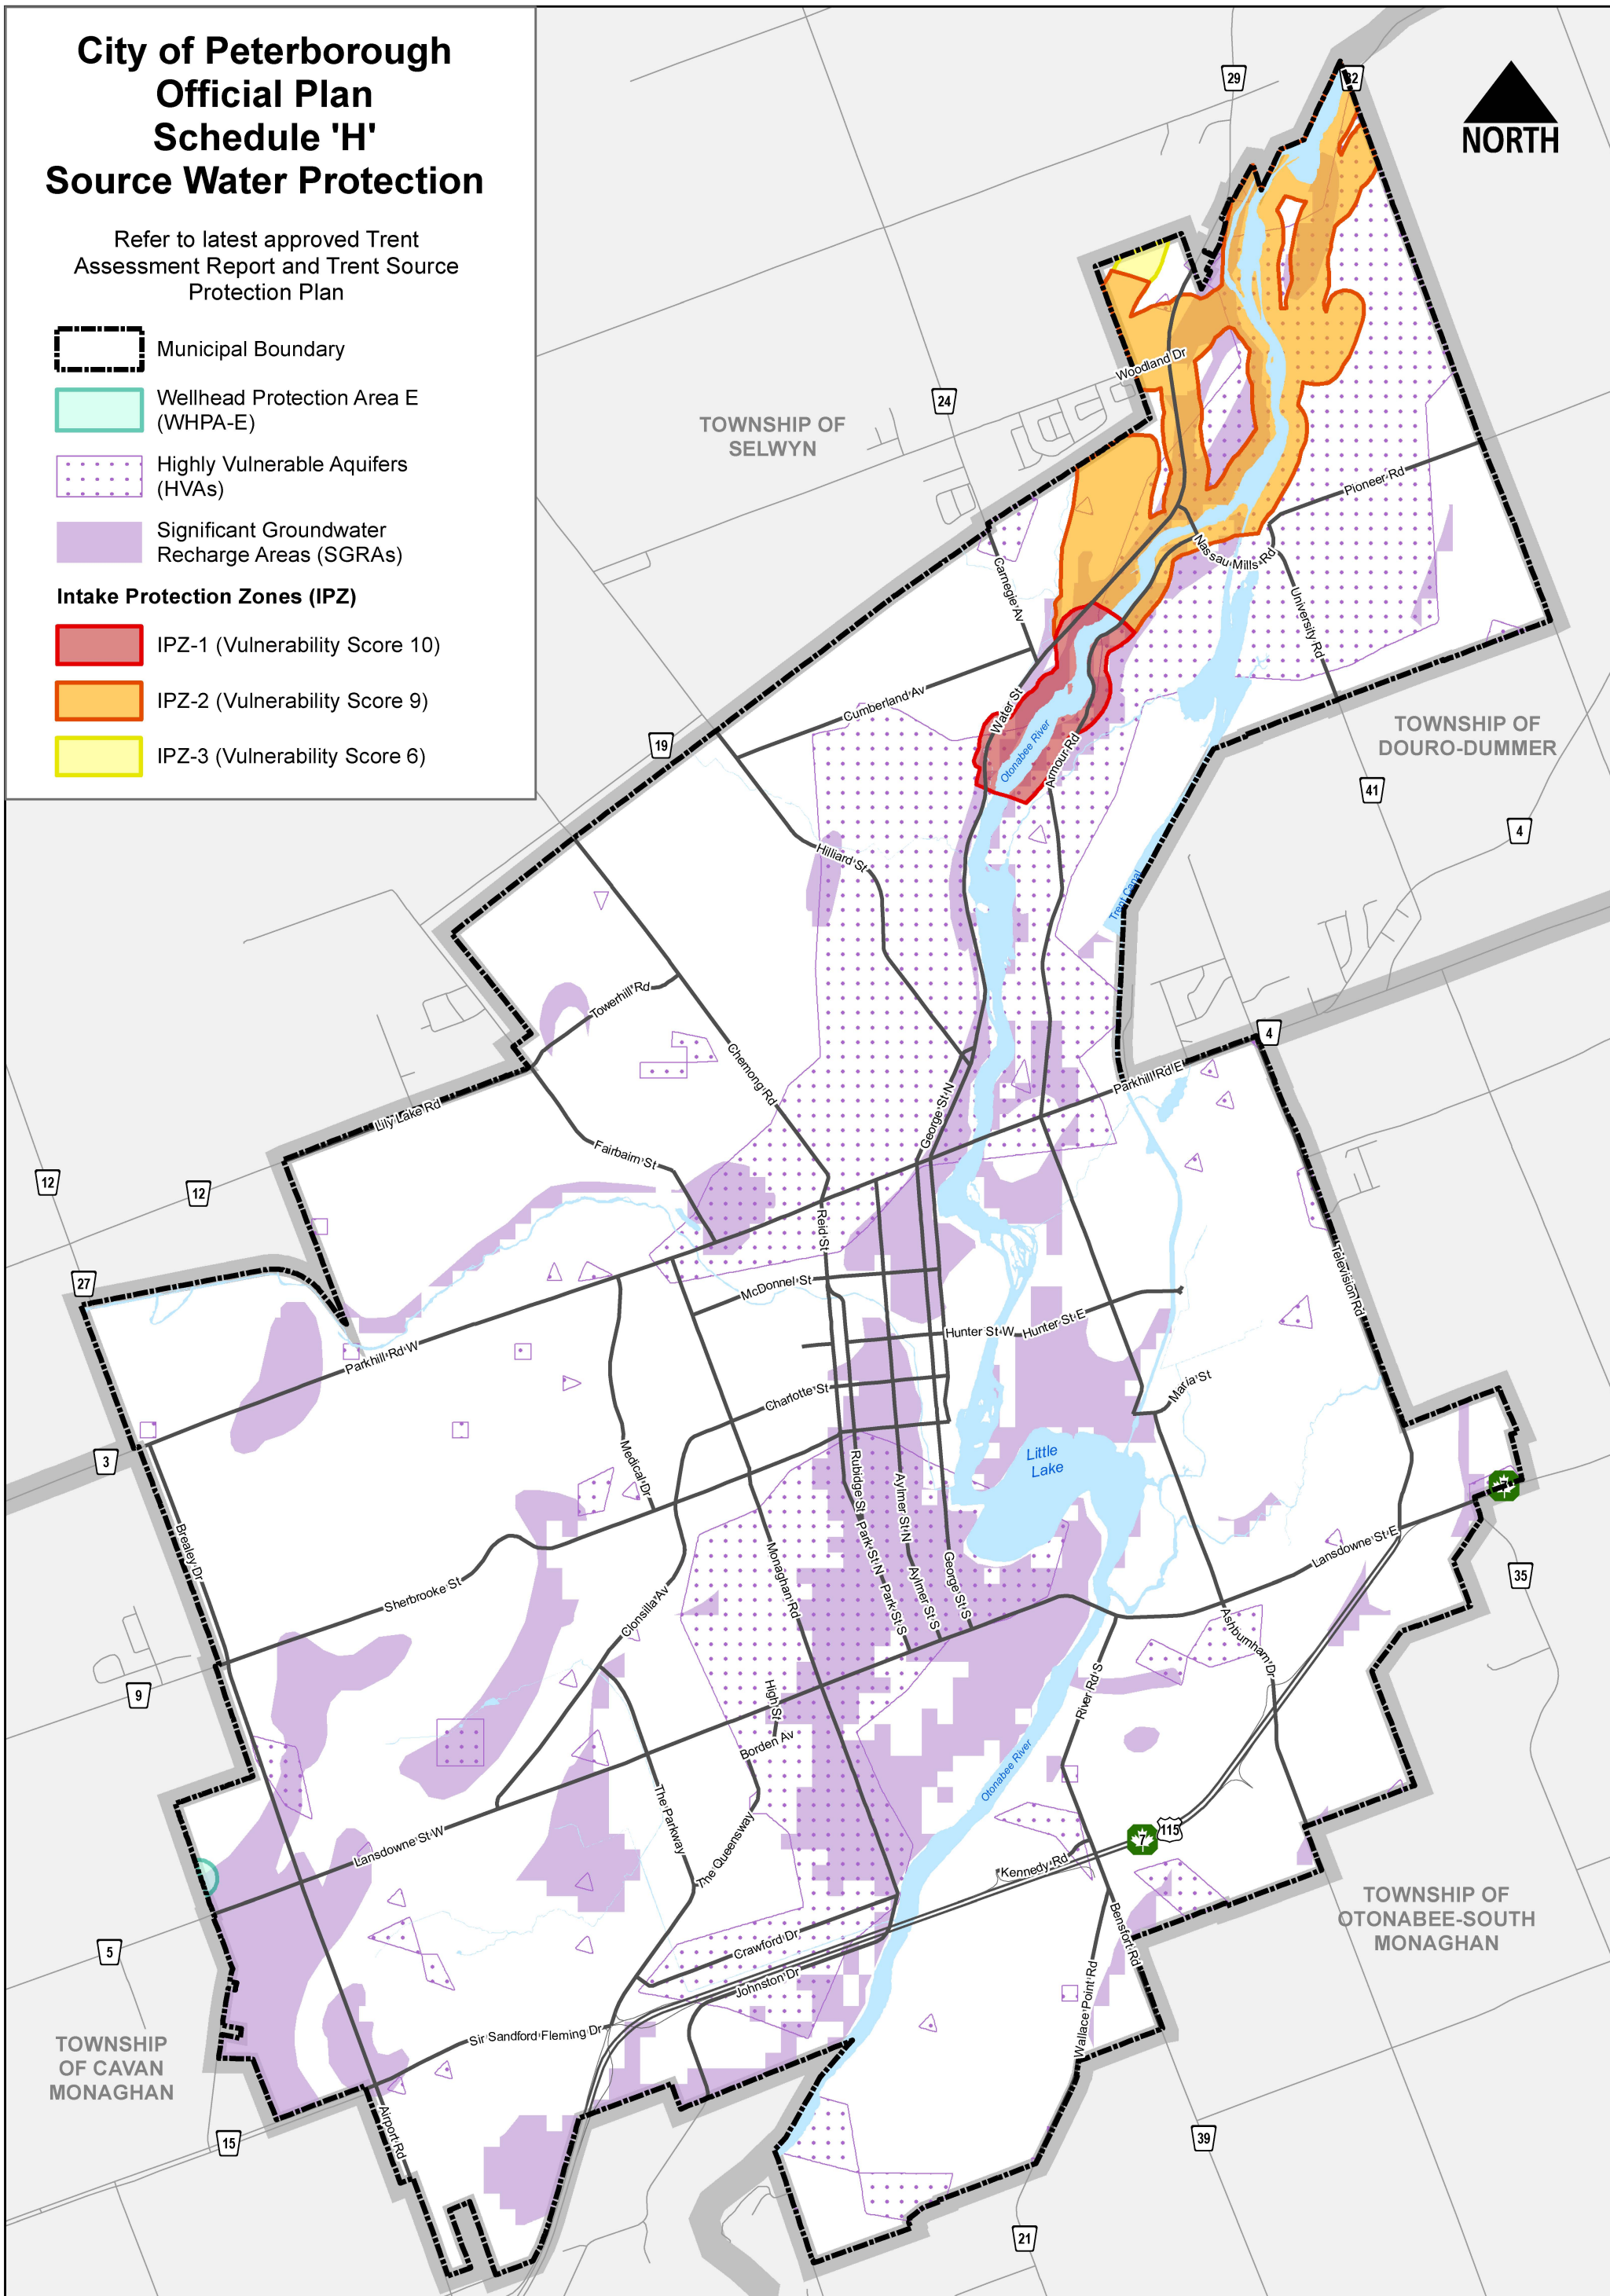 City of Peterborough
Official Plan
Schedule 'H'
Source Water Protection
Refer to latest approved Trent
Assessment Report and Trent Source
Protection Plan
Municipal Boundary
Wellhead Protection Area E
(WHPA-E)
Highly Vulnerable Aquifers
(HVAs)
Significant Groundwater
Recharge Areas (SGRAs)
Intake Protection Zones (IPZ)
IPZ-1 (Vulnerability Score 10)
IPZ-2 (Vulnerability Score 9)
IPZ-3 (Vulnerability Score 6)
29
32
NORTH
Woodland Dr
24
TOWNSHIP OF
SELWYN
Pioneer Rd
Nassau Mills Rd
Carnegie Av
University Rd
Cumberland Av
Water St
Otonabee River
Armour Rd
TOWNSHIP OF
DOURO-DUMMER
19
41
4
Hilliard St
Trent Canal
Towerhill Rd
Chemong Rd
4
Parkhill Rd E
George St N
Lily Lake Rd
Fairbairn St
12
12
Reid St
27
McDonnel St
Television Rd
Hunter St W
Hunter St E
Parkhill Rd W
Charlotte St
Maria St
3
Medical Dr
Little
Lake
Rubidge St
Aylmer St N
7
Brealey Dr
Monaghan Rd
Park St N
George St S
Lansdowne St E
35
Sherbrooke St
Clonsilla Av
Park St S
Aylmer St S
Ashburnham Dr
9
High St
River Rd S
Borden Av
Otonabee River
The Parkway
The Queensway
Lansdowne St W
7
115
Kennedy Rd
TOWNSHIP OF
OTONABEE-SOUTH
MONAGHAN
5
Crawford Dr
Bensfort Rd
Johnston Dr
Wallace Point Rd
Sir Sandford Fleming Dr
TOWNSHIP
OF CAVAN
MONAGHAN
15
Airport Rd
39
21